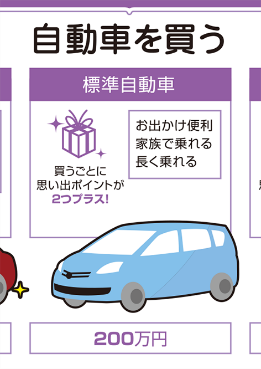 自動車を買う
標準自動車
買うごとに
思い出ポイントが
2つプラス!
お出かけ便利
家族で乗れる
長く乗れる
200万円